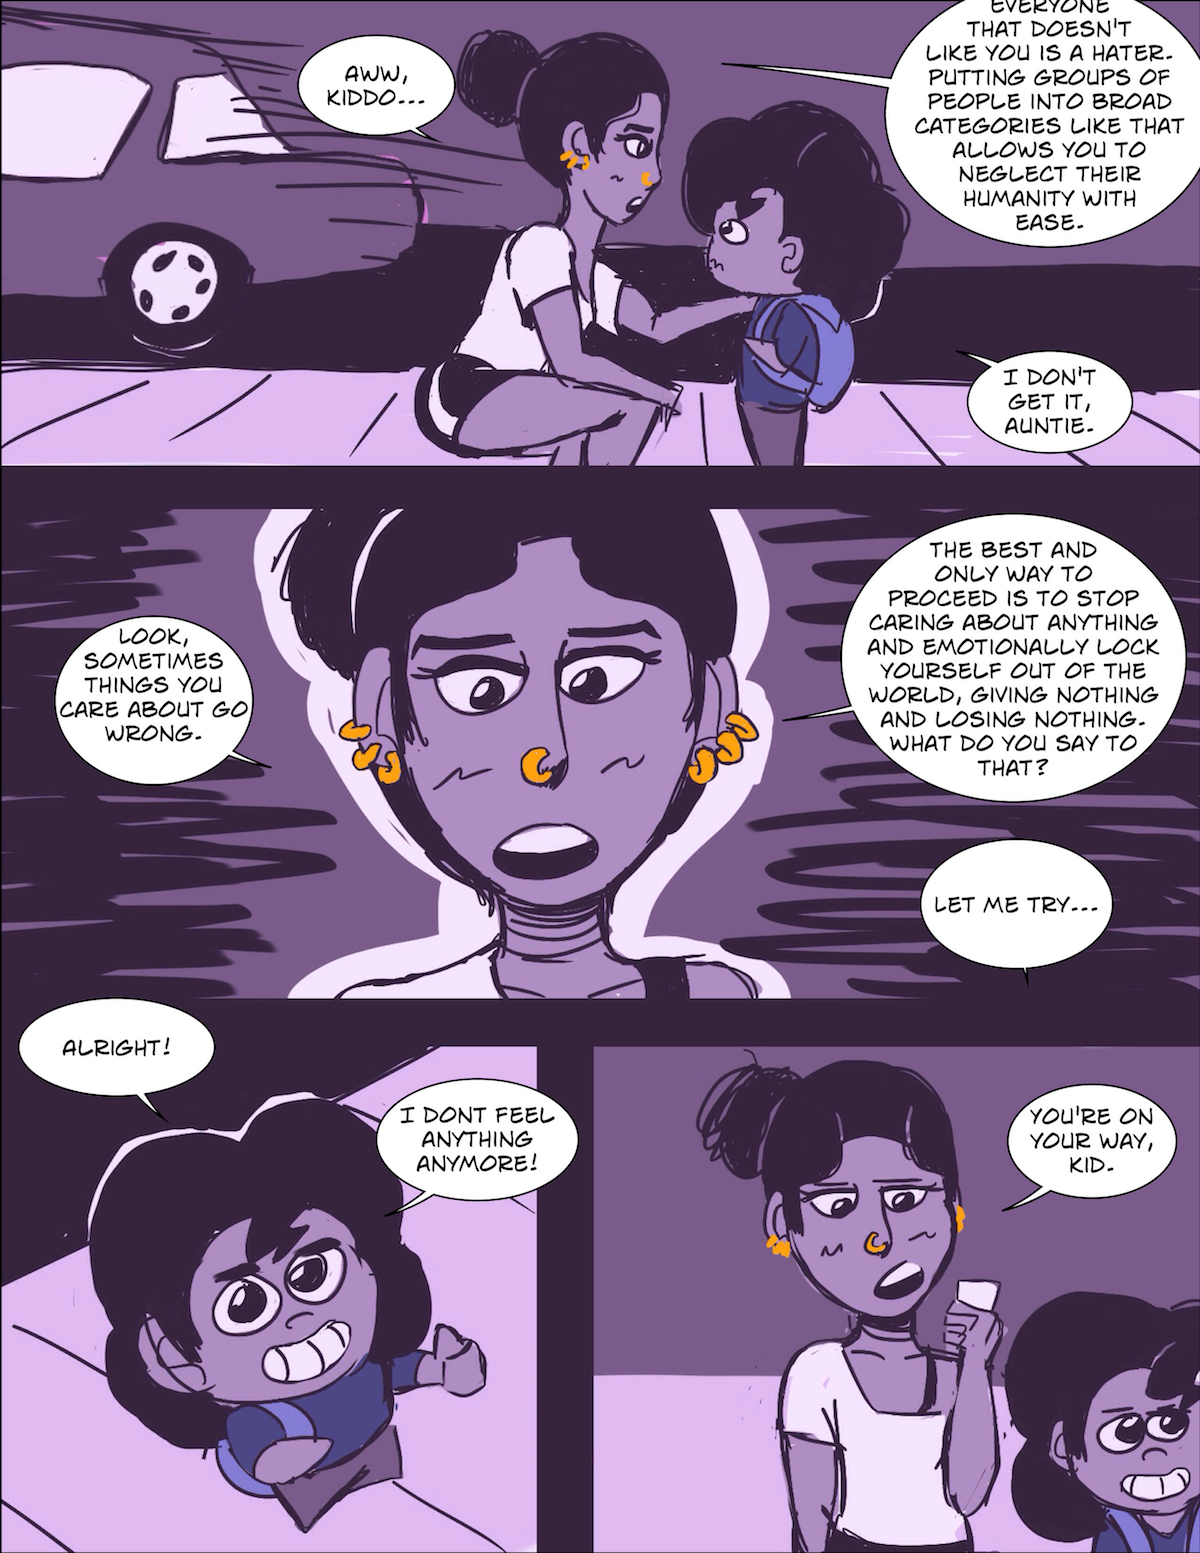 AWW,
KIDDO...
EVERYONE
THAT DOESN'T
LIKE YOU IS A HATER.
PUTTING GROUPS OF
PEOPLE INTO BROAD
CATEGORIES LIKE THAT
ALLOWS YOU TO
NEGLECT THEIR
HUMANITY WITH
EASE.
I DON'T
GET IT,
AUNTIE.
LOOK,
SOMETIMES
THINGS YOU
CARE ABOUT GO
WRONG.
THE BEST AND
ONLY WAY TO
PROCEED IS TO STOP
CARING ABOUT ANYTHING
AND EMOTIONALLY LOCK
YOURSELF OUT OF THE
WORLD, GIVING NOTHING
AND LOSING NOTHING.
WHAT DO YOU SAY TO
THAT?
LET ME TRY...
ALRIGHT!
I DONT FEEL
ANYTHING
ANYMORE!
YOU'RE ON
YOUR WAY,
KID.